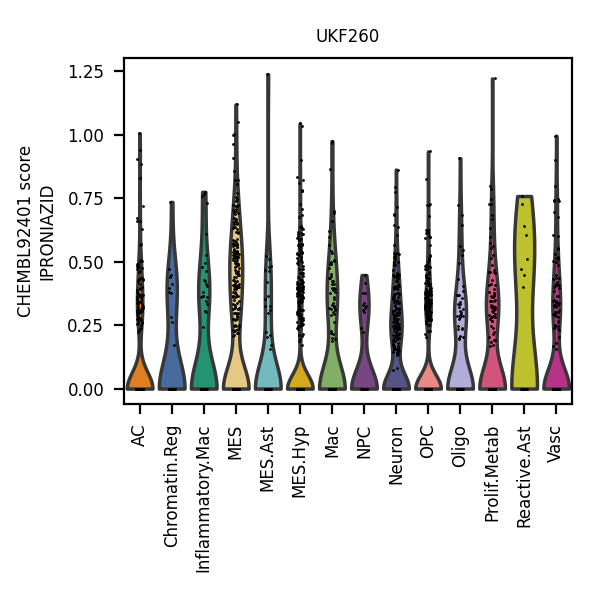 UKF260
CHEMBL92401 score
IPRONIAZID
1.25
1.00
0.75
0.50
0.25
0.00
AC
Chromatin.Reg
Inflammatory.Mac
MES
MES.Ast
MES.Hyp
Mac
NPC
Neuron
OPC
Oligo
Prolif.Metab
Reactive.Ast
Vasc